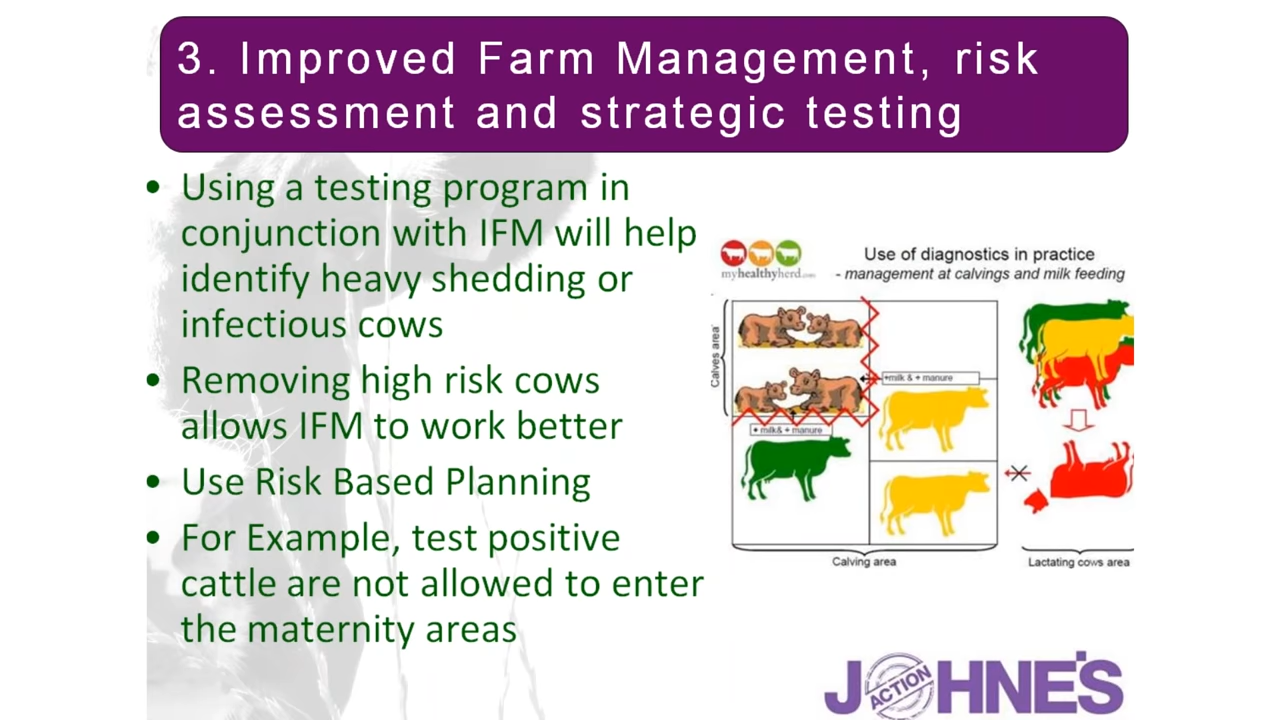 3. Improved Farm Management, risk
assessment and strategic testing
• Using a testing program in
conjunction with IFM will help
identify heavy shedding or
infectious cows
• Removing high risk cows
allows IFM to work better
• Use Risk Based Planning
• For Example, test positive
cattle are not allowed to enter
the maternity areas
myhealthyherd.com
Use of diagnostics in practice
- management at calvings and milk feeding
Calves area
+milk & + manure
+ milk& + manure
Calving area
Lactating cows area
ACTION
JOHNE'S